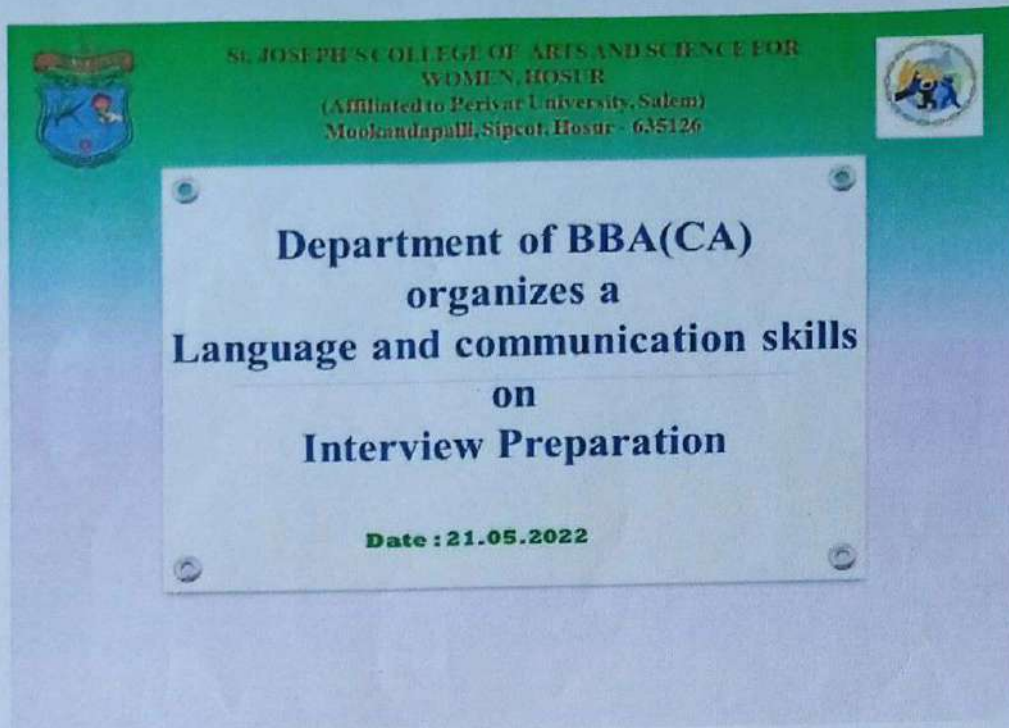 St. JOSEPH'S COLLEGE OF ARTS AND SCIENCE FOR
WOMEN, HOSUR
(Affiliated to Periyar University, Salem)
Mookandapalli, Sipcot, Hosur - 635126
Department of BBA(CA)
organizes a
Language and communication skills
on
Interview Preparation
Date : 21.05.2022